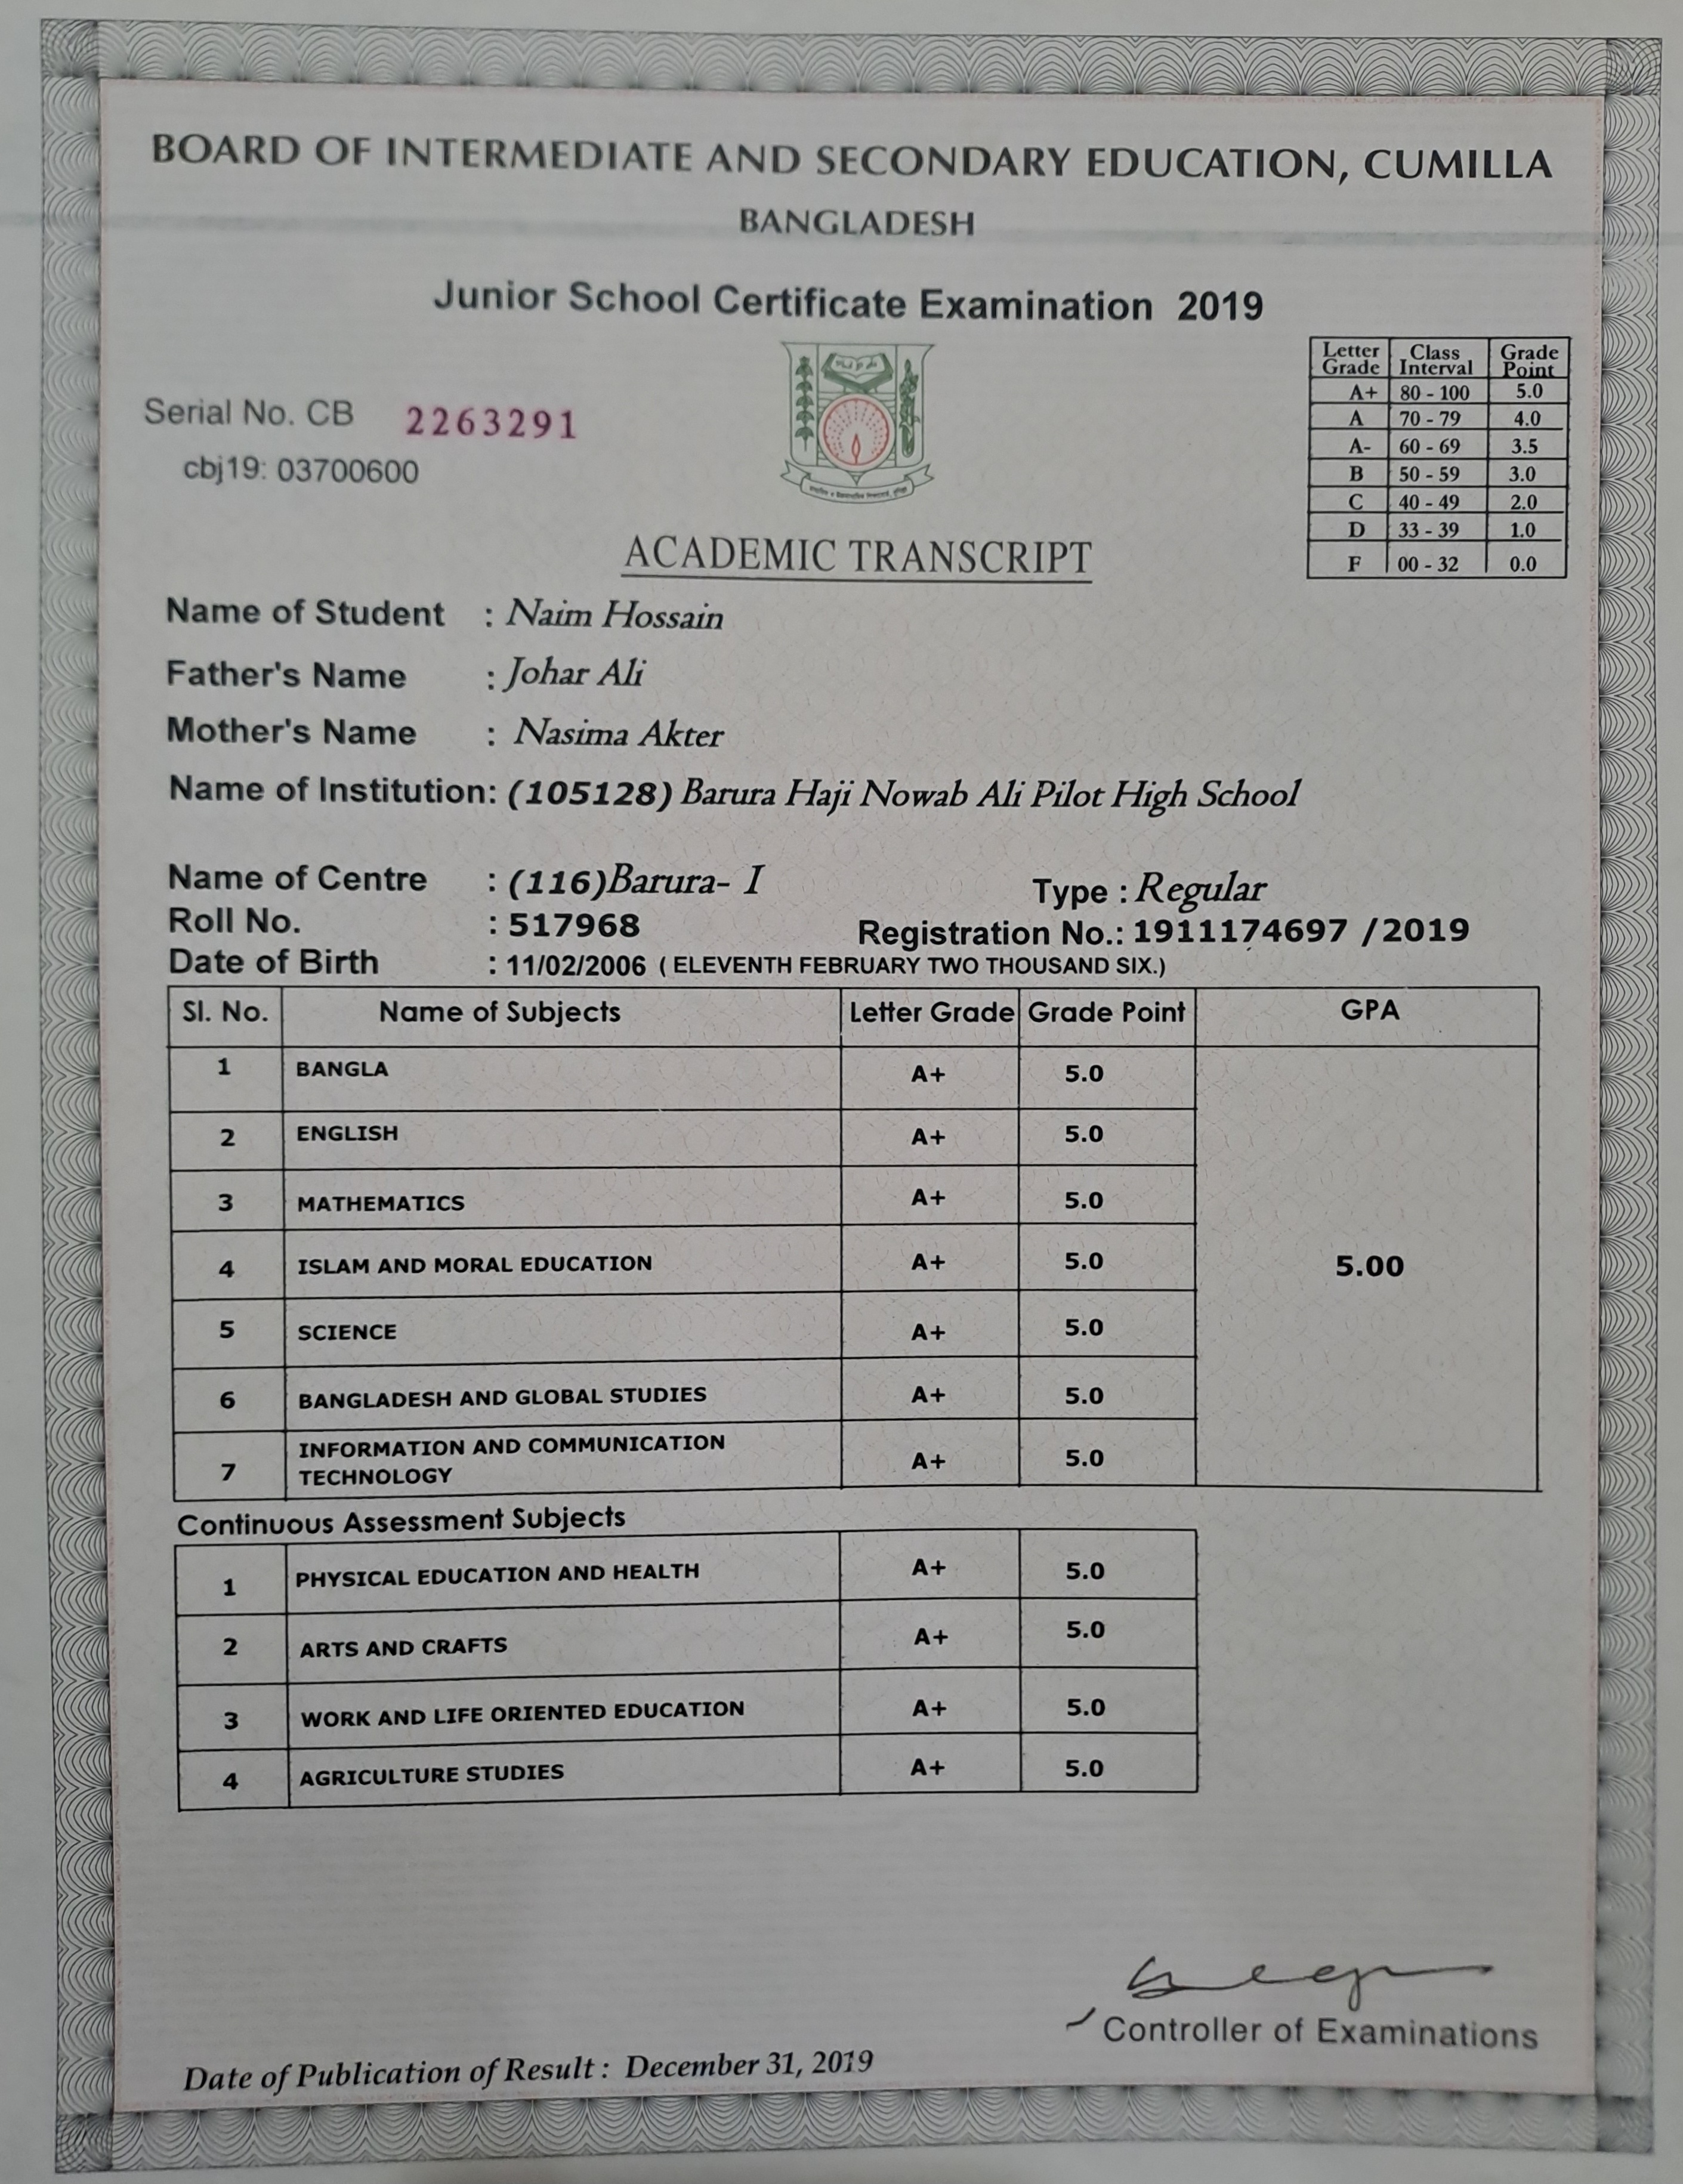 BOARD OF INTERMEDIATE AND SECONDARY EDUCATION, CUMILLA
BANGLADESH
Junior School Certificate Examination 2019
Serial No. CB 2263291
cbj19: 03700600
Letter Grade Class Interval Grade Point
A+ 80 - 100 5.0
A 70 - 79 4.0
A- 60 - 69 3.5
B 50 - 59 3.0
C 40 - 49 2.0
D 33 - 39 1.0
F 00 - 32 0.0
ACADEMIC TRANSCRIPT
Name of Student : Naim Hossain
Father's Name : Johar Ali
Mother's Name : Nasima Akter
Name of Institution: (105128) Barura Haji Nowab Ali Pilot High School
Name of Centre : (116)Barura- I Type : Regular
Roll No. : 517968 Registration No.: 1911174697 /2019
Date of Birth : 11/02/2006 ( ELEVENTH FEBRUARY TWO THOUSAND SIX.)
Sl. No. Name of Subjects Letter Grade Grade Point GPA
1 BANGLA A+ 5.0
2 ENGLISH A+ 5.0
3 MATHEMATICS A+ 5.0
4 ISLAM AND MORAL EDUCATION A+ 5.0 5.00
5 SCIENCE A+ 5.0
6 BANGLADESH AND GLOBAL STUDIES A+ 5.0
7 INFORMATION AND COMMUNICATION TECHNOLOGY A+ 5.0
Continuous Assessment Subjects
1 PHYSICAL EDUCATION AND HEALTH A+ 5.0
2 ARTS AND CRAFTS A+ 5.0
3 WORK AND LIFE ORIENTED EDUCATION A+ 5.0
4 AGRICULTURE STUDIES A+ 5.0
Controller of Examinations
Date of Publication of Result : December 31, 2019